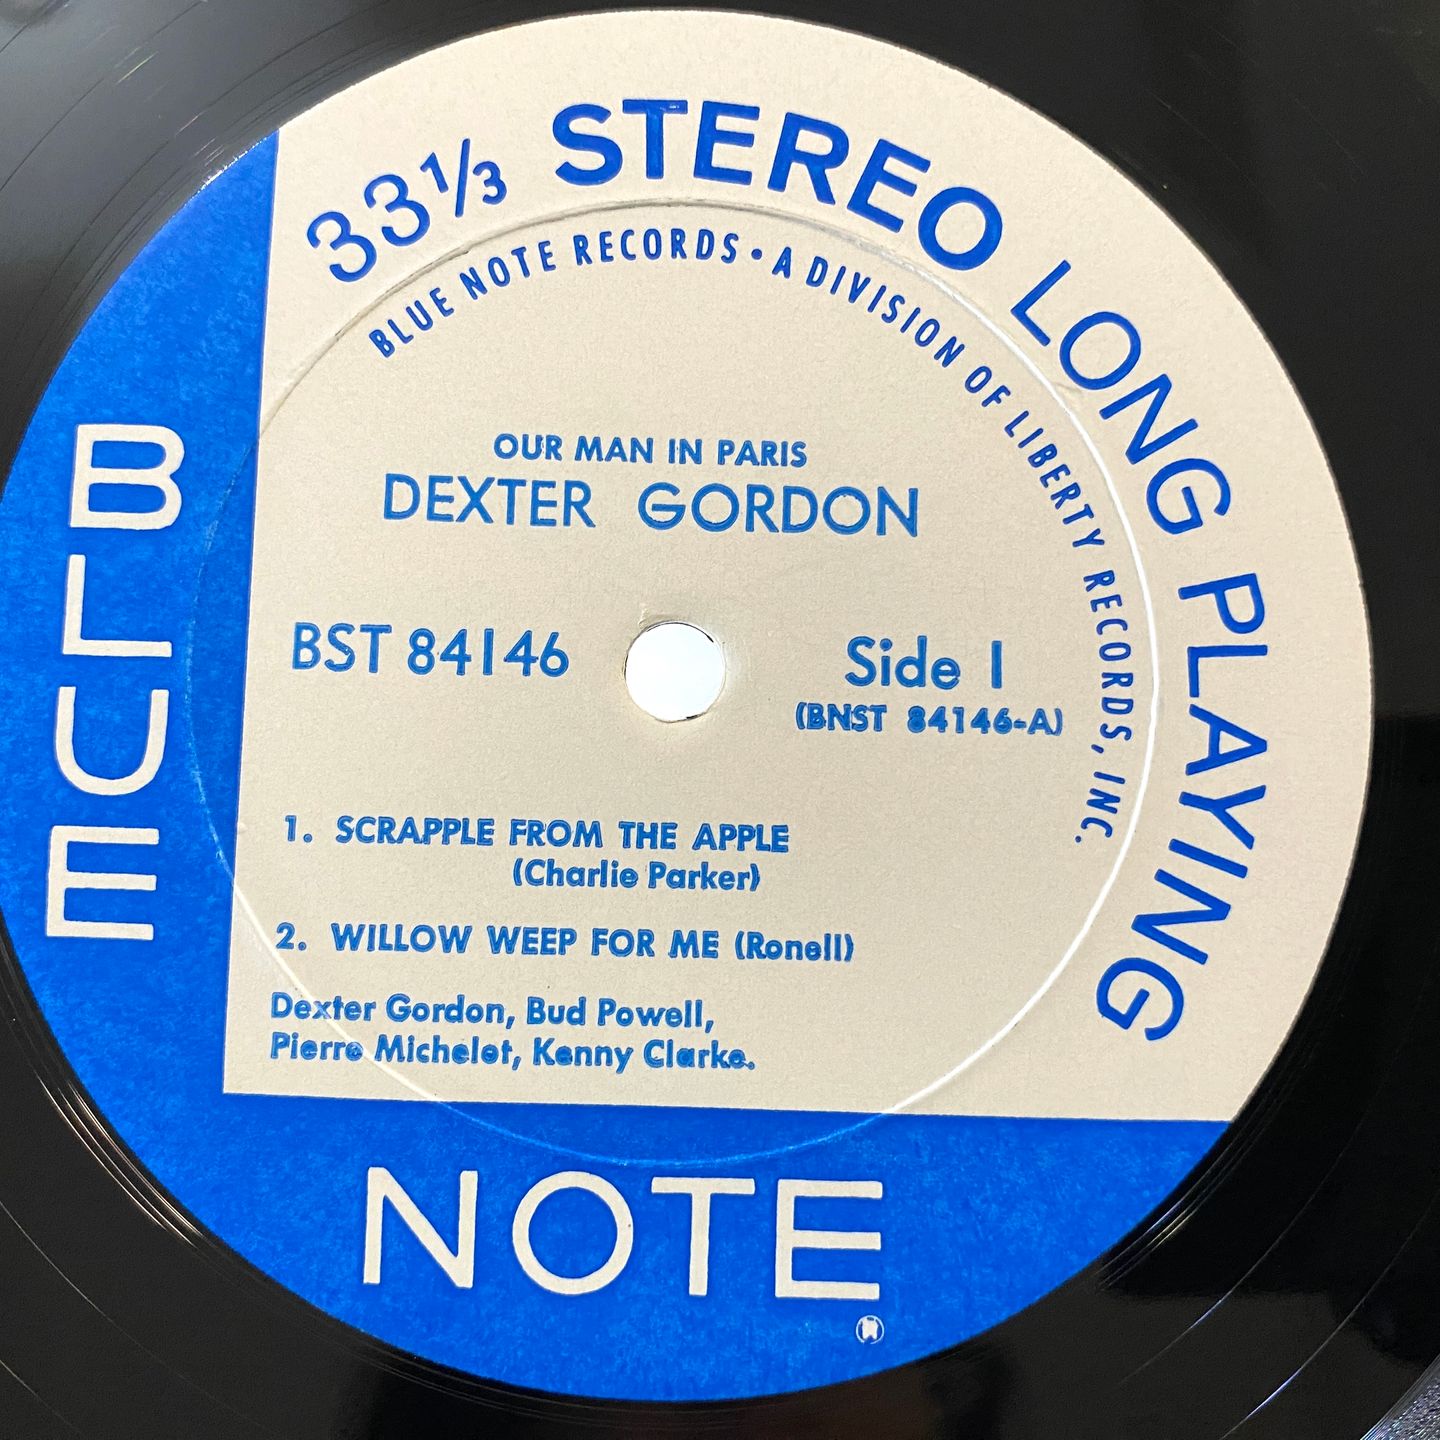 33⅓ STEREO LONG PLAYING
BLUE NOTE RECORDS • A DIVISION OF LIBERTY RECORDS, INC.
OUR MAN IN PARIS
DEXTER GORDON
BST 84146
Side 1
(BNST 84146-A)
1. SCRAPPLE FROM THE APPLE
(Charlie Parker)
2. WILLOW WEEP FOR ME (Ronell)
Dexter Gordon, Bud Powell,
Pierre Michelot, Kenny Clarke.
BLUE
NOTE